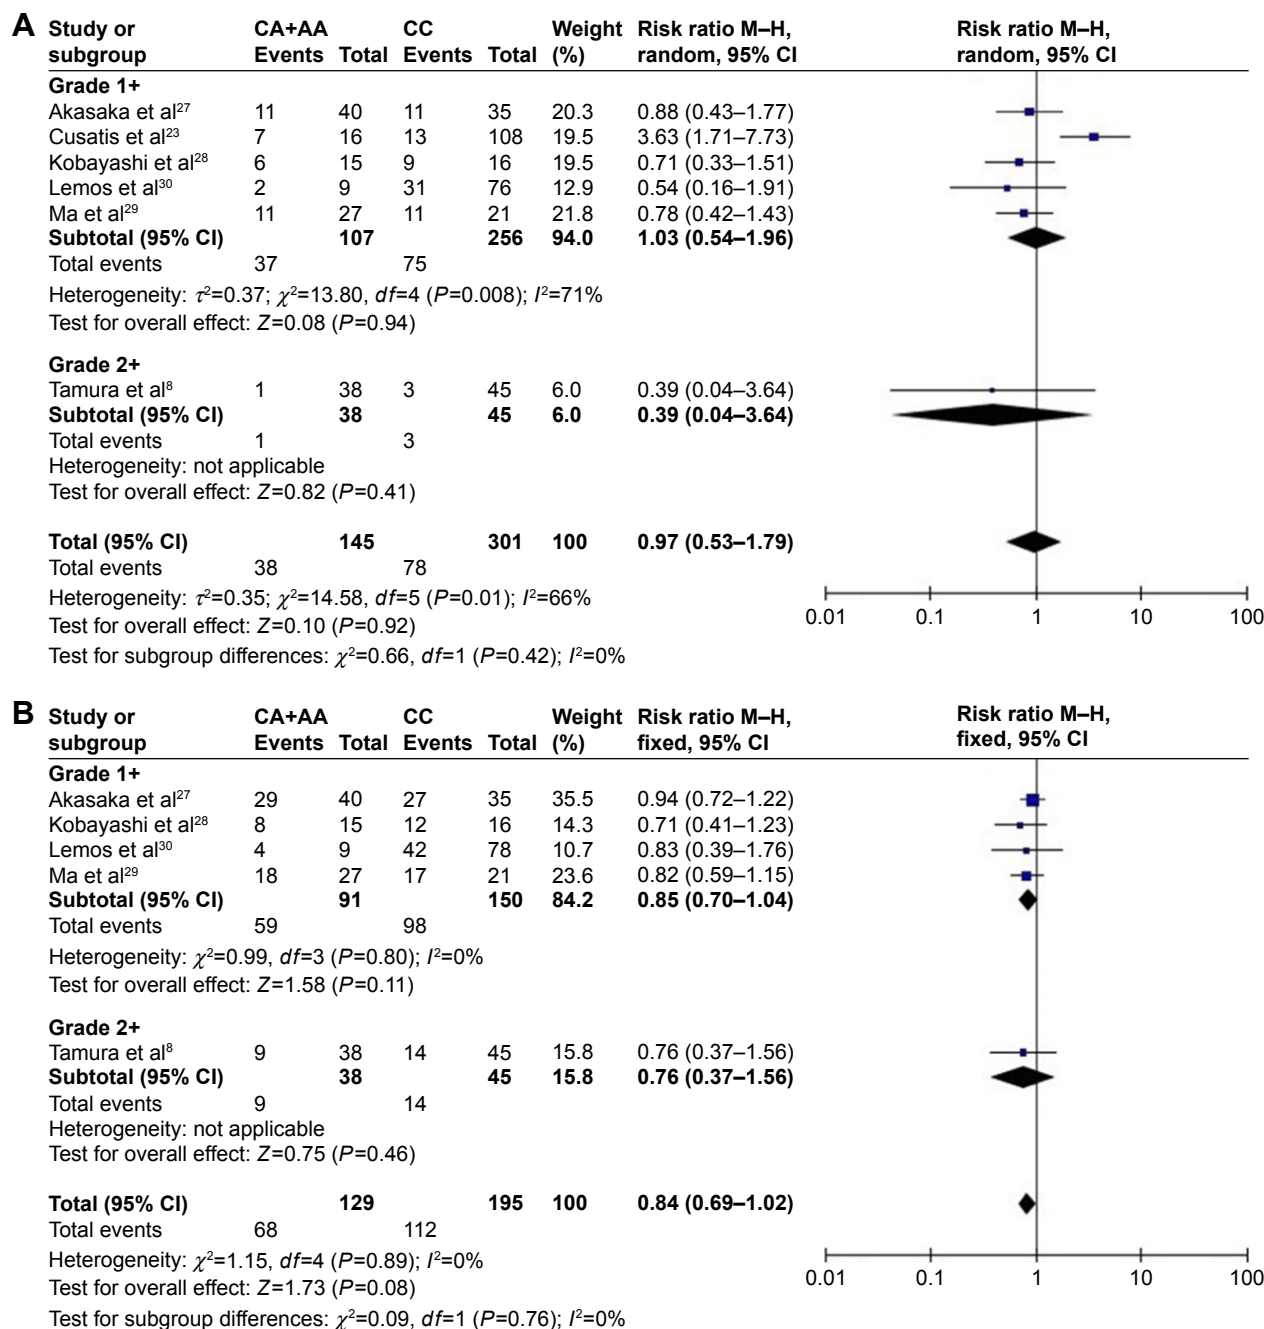 A Study or subgroup CA+AA Events Total CC Events Total Weight (%) Risk ratio M–H, random, 95% CI Risk ratio M–H, random, 95% CI
Grade 1+
Akasaka et al²⁷ 11 40 11 35 20.3 0.88 (0.43–1.77)
Cusatis et al²³ 7 16 13 108 19.5 3.63 (1.71–7.73)
Kobayashi et al²⁸ 6 15 9 16 19.5 0.71 (0.33–1.51)
Lemos et al³⁰ 2 9 31 76 12.9 0.54 (0.16–1.91)
Ma et al²⁹ 11 27 11 21 21.8 0.78 (0.42–1.43)
Subtotal (95% CI) 107 256 94.0 1.03 (0.54–1.96)
Total events 37 75
Heterogeneity: τ²=0.37; χ²=13.80, df=4 (P=0.008); I²=71%
Test for overall effect: Z=0.08 (P=0.94)
Grade 2+
Tamura et al⁸ 1 38 3 45 6.0 0.39 (0.04–3.64)
Subtotal (95% CI) 38 45 6.0 0.39 (0.04–3.64)
Total events 1 3
Heterogeneity: not applicable
Test for overall effect: Z=0.82 (P=0.41)
Total (95% CI) 145 301 100 0.97 (0.53–1.79)
Total events 38 78
Heterogeneity: τ²=0.35; χ²=14.58, df=5 (P=0.01); I²=66%
Test for overall effect: Z=0.10 (P=0.92)
Test for subgroup differences: χ²=0.66, df=1 (P=0.42); I²=0%
0.01 0.1 1 10 100
B Study or subgroup CA+AA Events Total CC Events Total Weight (%) Risk ratio M–H, fixed, 95% CI Risk ratio M–H, fixed, 95% CI
Grade 1+
Akasaka et al²⁷ 29 40 27 35 35.5 0.94 (0.72–1.22)
Kobayashi et al²⁸ 8 15 12 16 14.3 0.71 (0.41–1.23)
Lemos et al³⁰ 4 9 42 78 10.7 0.83 (0.39–1.76)
Ma et al²⁹ 18 27 17 21 23.6 0.82 (0.59–1.15)
Subtotal (95% CI) 91 150 84.2 0.85 (0.70–1.04)
Total events 59 98
Heterogeneity: χ²=0.99, df=3 (P=0.80); I²=0%
Test for overall effect: Z=1.58 (P=0.11)
Grade 2+
Tamura et al⁸ 9 38 14 45 15.8 0.76 (0.37–1.56)
Subtotal (95% CI) 38 45 15.8 0.76 (0.37–1.56)
Total events 9 14
Heterogeneity: not applicable
Test for overall effect: Z=0.75 (P=0.46)
Total (95% CI) 129 195 100 0.84 (0.69–1.02)
Total events 68 112
Heterogeneity: χ²=1.15, df=4 (P=0.89); I²=0%
Test for overall effect: Z=1.73 (P=0.08)
Test for subgroup differences: χ²=0.09, df=1 (P=0.76); I²=0%
0.01 0.1 1 10 100